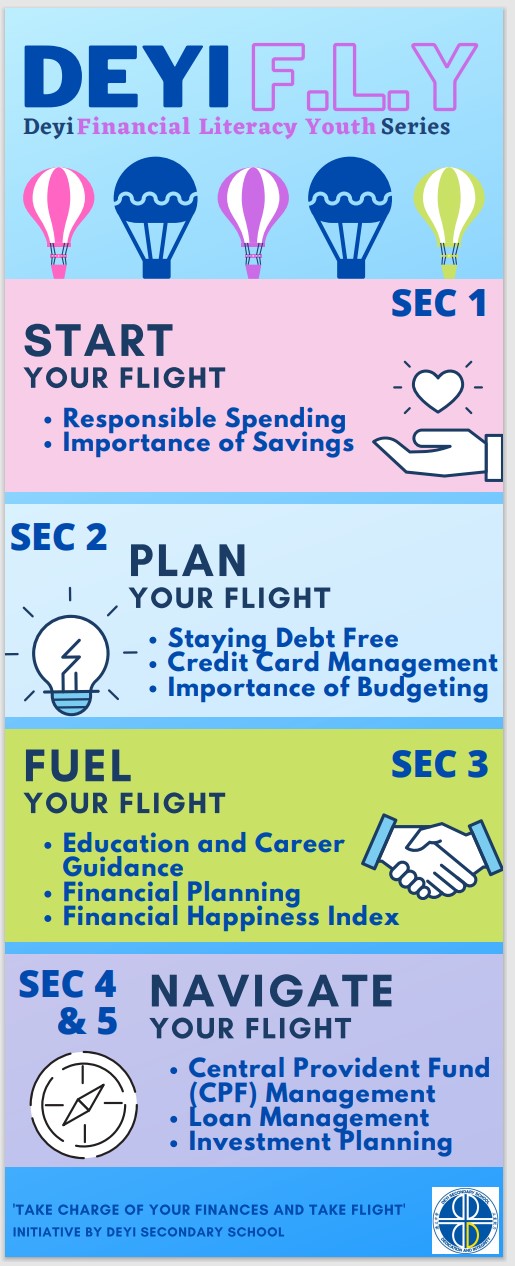 DEYI F.L.Y
Deyi Financial Literacy Youth Series
SEC 1
START
YOUR FLIGHT
• Responsible Spending
• Importance of Savings
SEC 2
PLAN
YOUR FLIGHT
• Staying Debt Free
• Credit Card Management
• Importance of Budgeting
FUEL
SEC 3
YOUR FLIGHT
• Education and Career
Guidance
• Financial Planning
• Financial Happiness Index
SEC 4
& 5
NAVIGATE
YOUR FLIGHT
• Central Provident Fund
(CPF) Management
• Loan Management
• Investment Planning
'TAKE CHARGE OF YOUR FINANCES AND TAKE FLIGHT'
INITIATIVE BY DEYI SECONDARY SCHOOL
DEYI SECONDARY SCHOOL